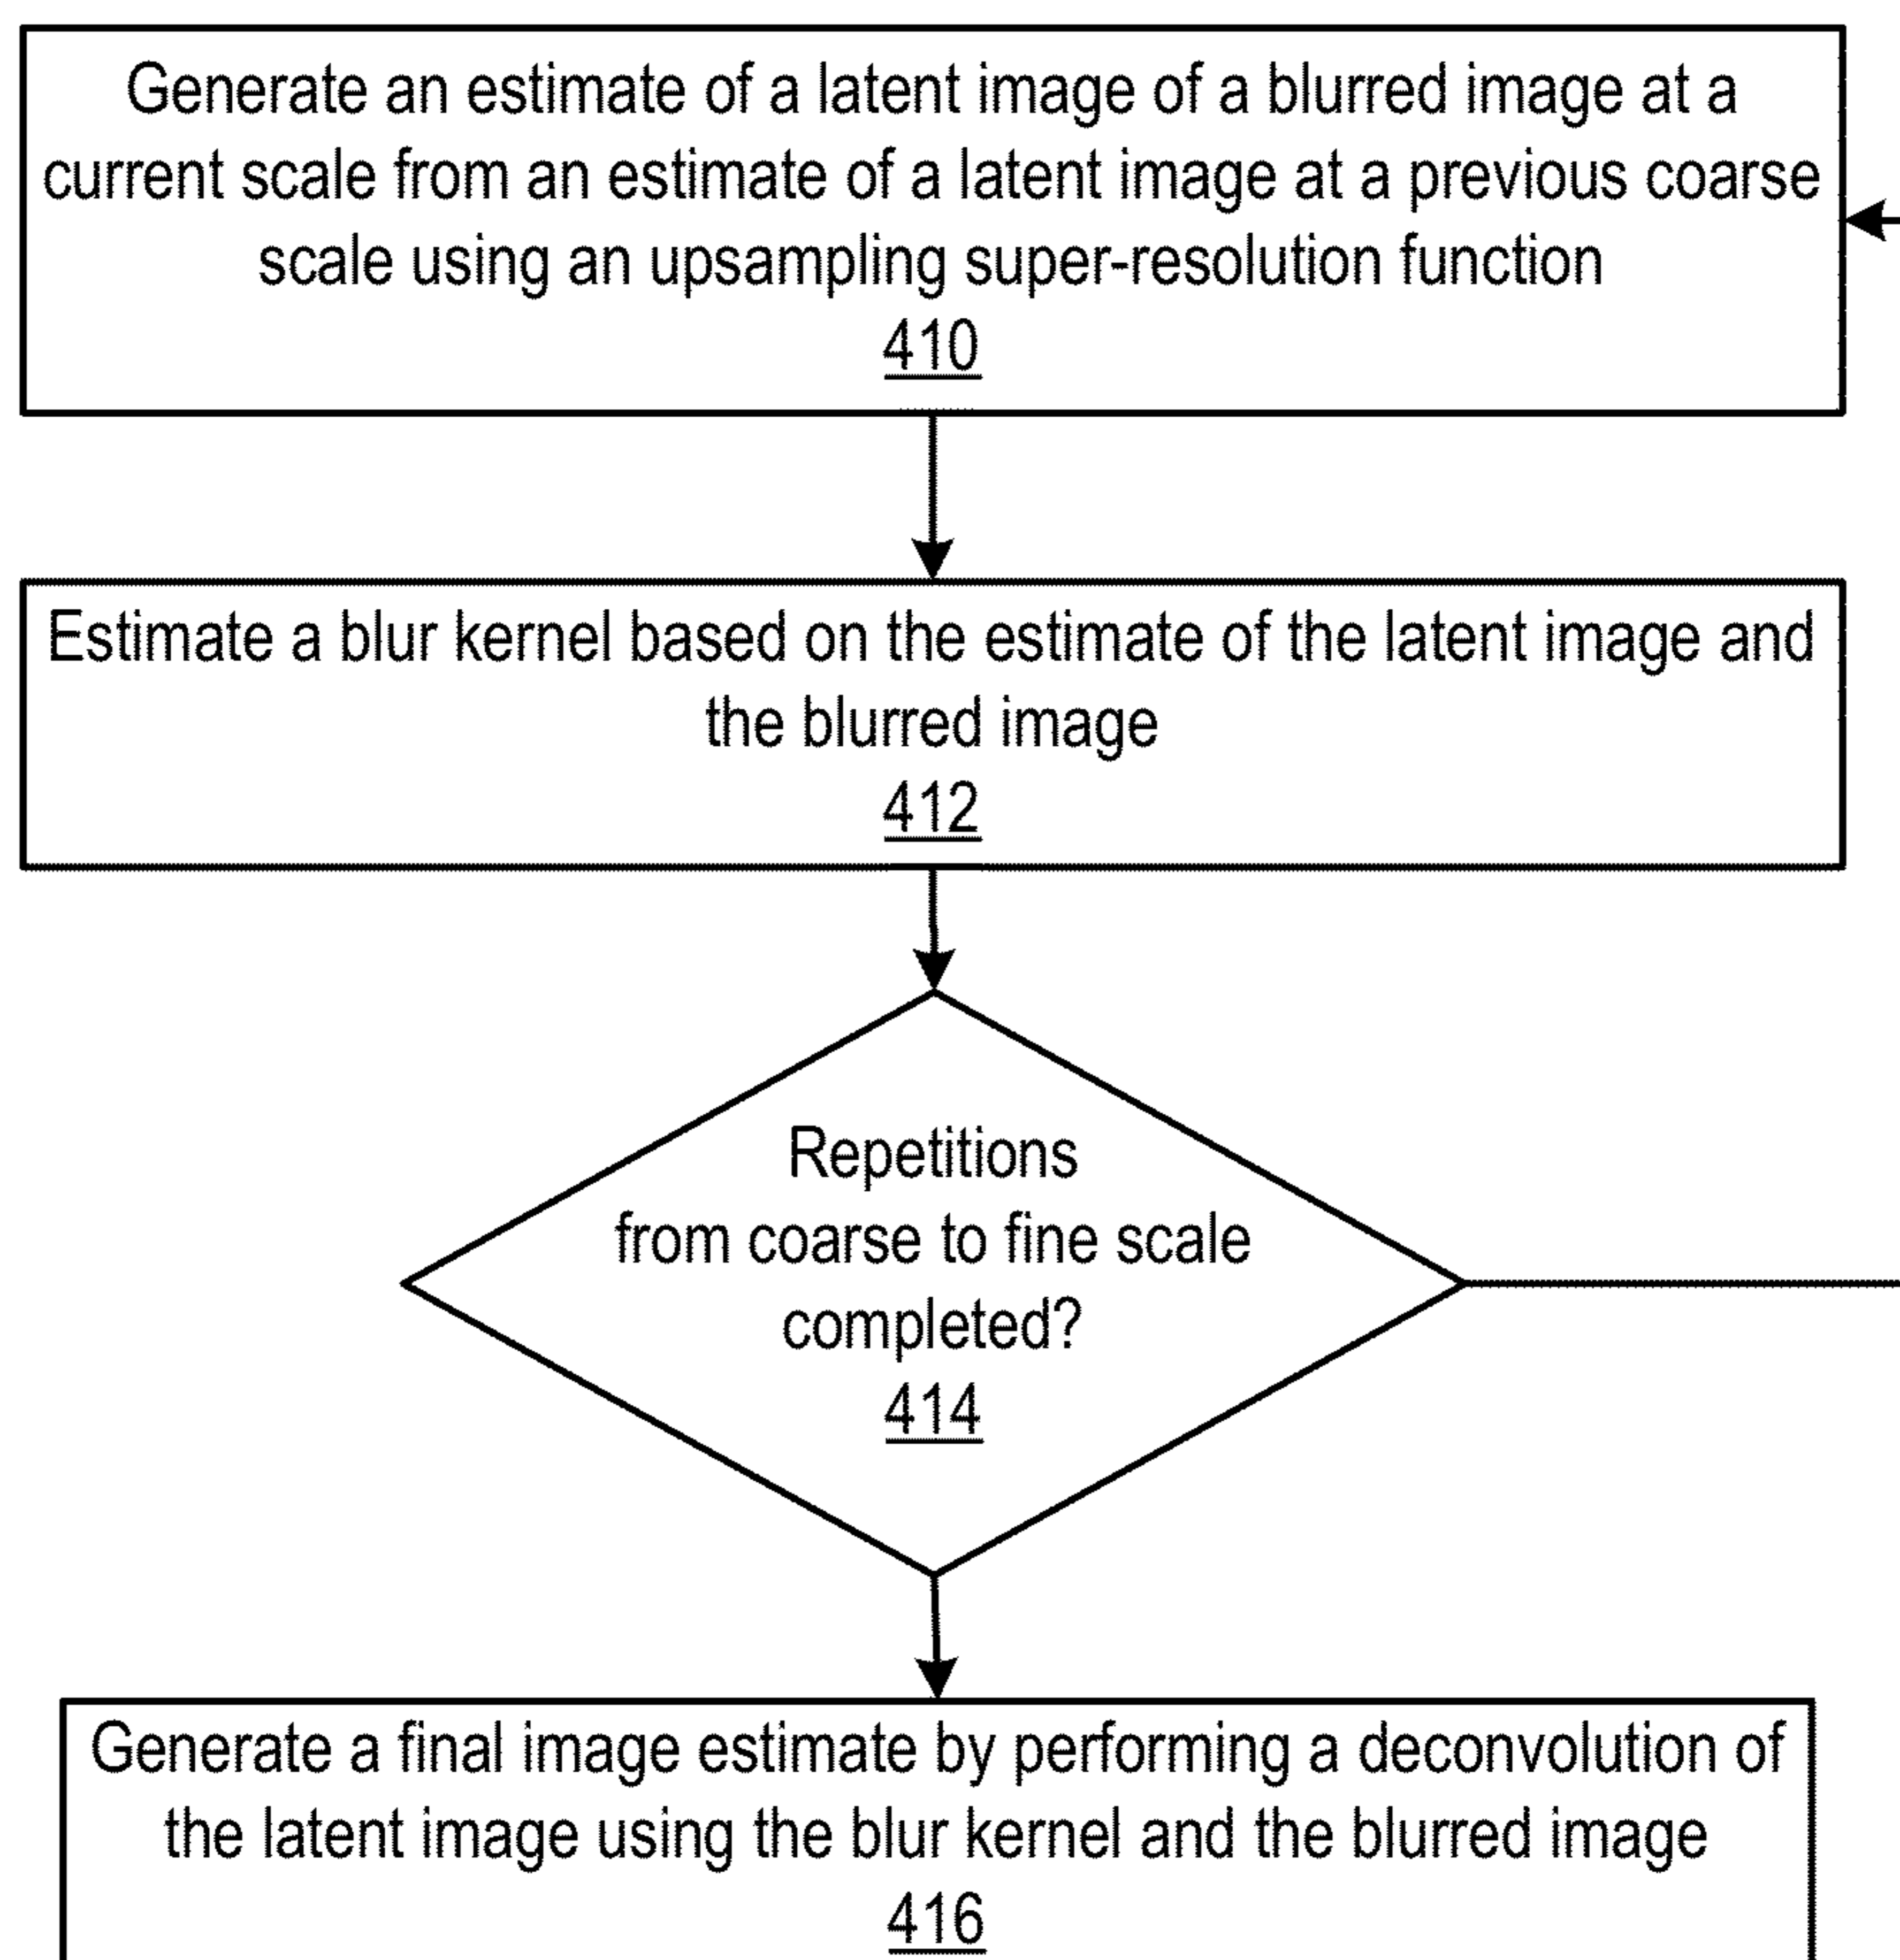 Generate an estimate of a latent image of a blurred image at a
current scale from an estimate of a latent image at a previous coarse
scale using an upsampling super-resolution function
410
Estimate a blur kernel based on the estimate of the latent image and
the blurred image
412
Repetitions
from coarse to fine scale
completed?
414
Generate a final image estimate by performing a deconvolution of
the latent image using the blur kernel and the blurred image
416